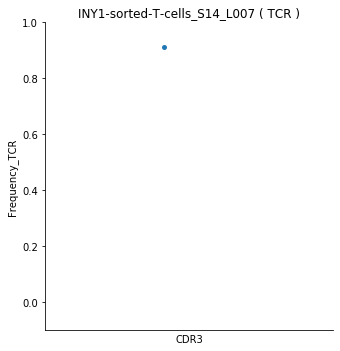 INY1-sorted-T-cells_S14_L007 ( TCR )
1.0
0.8
0.6
0.4
0.2
0.0
Frequency_TCR
CDR3